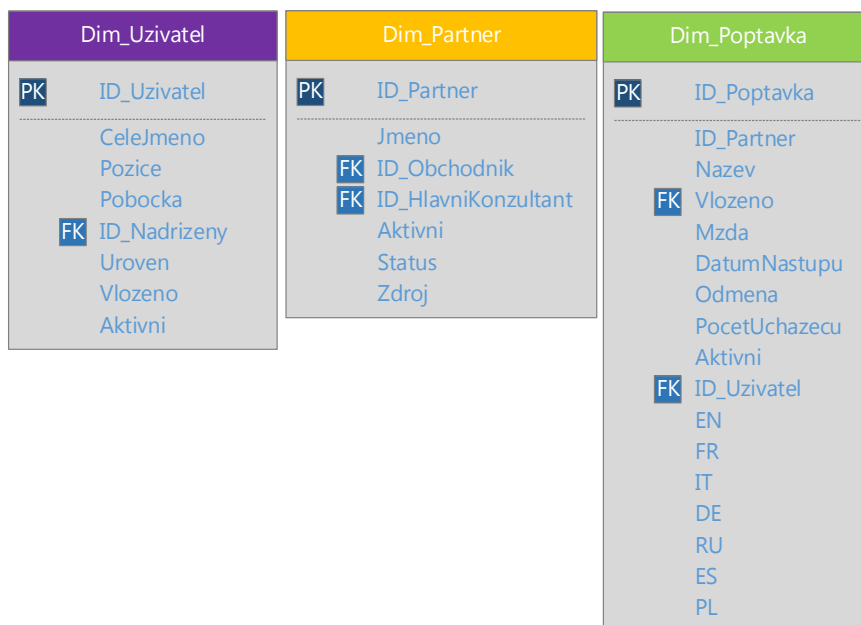 Dim_Uzivatel
PK ID_Uzivatel
CeleJmeno
Pozice
Pobocka
FK ID_Nadrizeny
Uroven
Vlozeno
Aktivni
Dim_Partner
PK ID_Partner
Jmeno
FK ID_Obchodnik
FK ID_HlavniKonzultant
Aktivni
Status
Zdroj
Dim_Poptavka
PK ID_Poptavka
ID_Partner
Nazev
FK Vlozeno
Mzda
DatumNastupu
Odmena
PocetUchazecu
Aktivni
FK ID_Uzivatel
EN
FR
IT
DE
RU
ES
PL